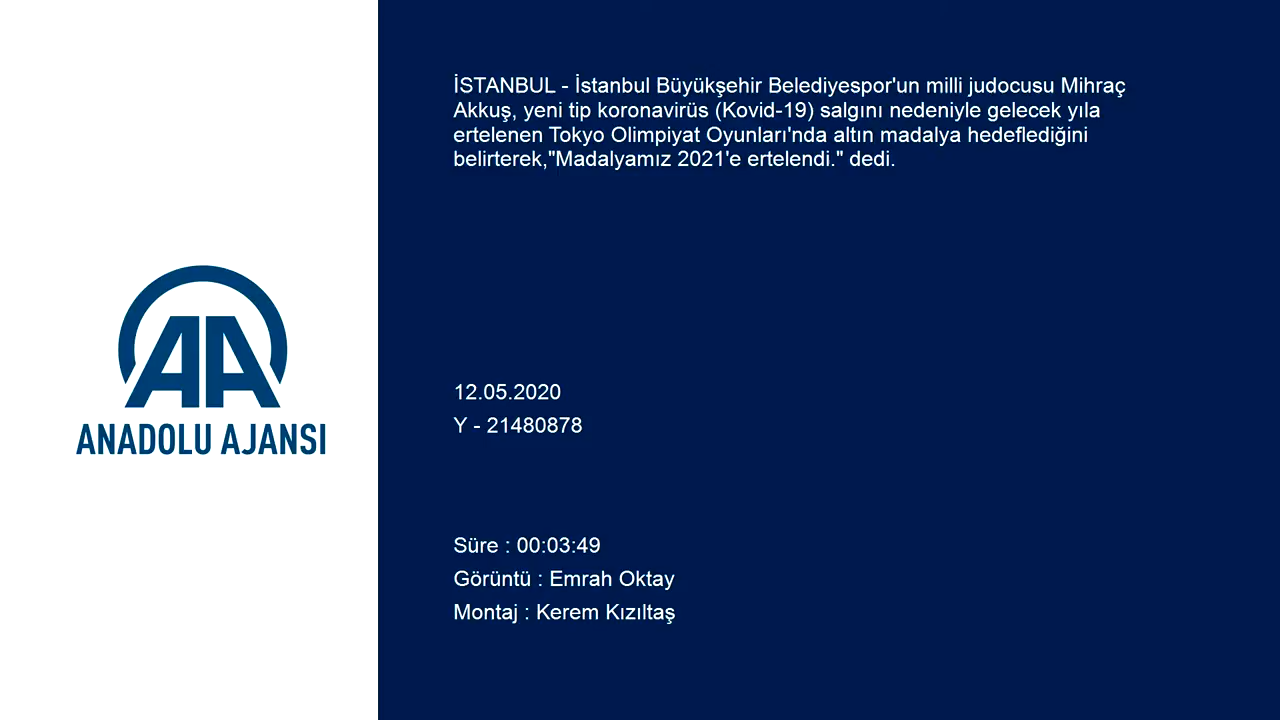 İSTANBUL - İstanbul Büyükşehir Belediyespor'un milli judocusu Mihraç
Akkuş, yeni tip koronavirüs (Kovid-19) salgını nedeniyle gelecek yıla
ertelenen Tokyo Olimpiyat Oyunları'nda altın madalya hedeflediğini
belirterek,"Madalyamız 2021'e ertelendi." dedi.
AA
ANADOLU AJANSI
12.05.2020
Y - 21480878
Süre : 00:03:49
Görüntü : Emrah Oktay
Montaj : Kerem Kızıltaş